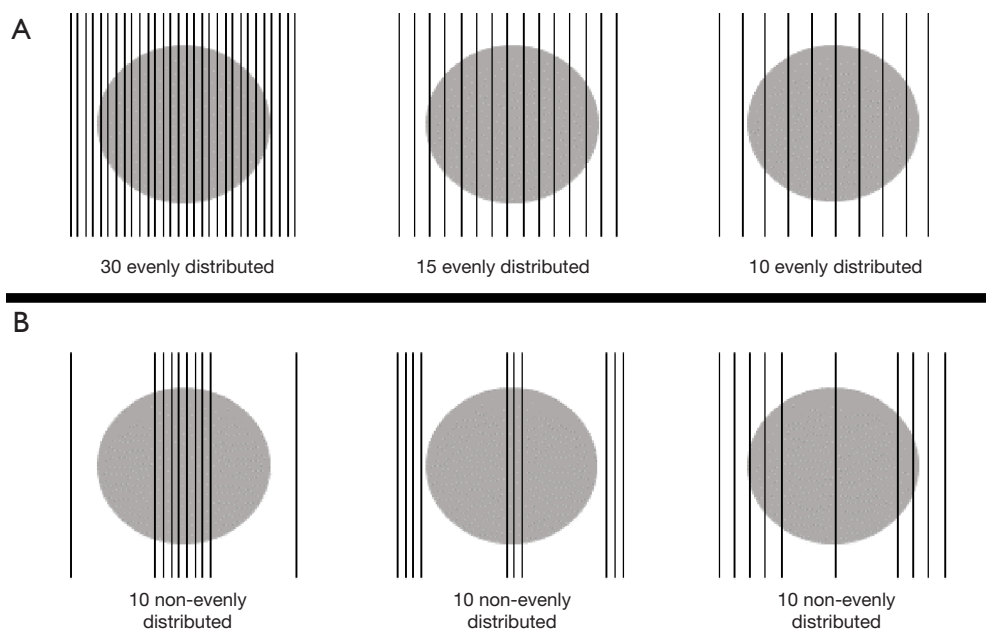 A
30 evenly distributed
15 evenly distributed
10 evenly distributed
B
10 non-evenly
distributed
10 non-evenly
distributed
10 non-evenly
distributed